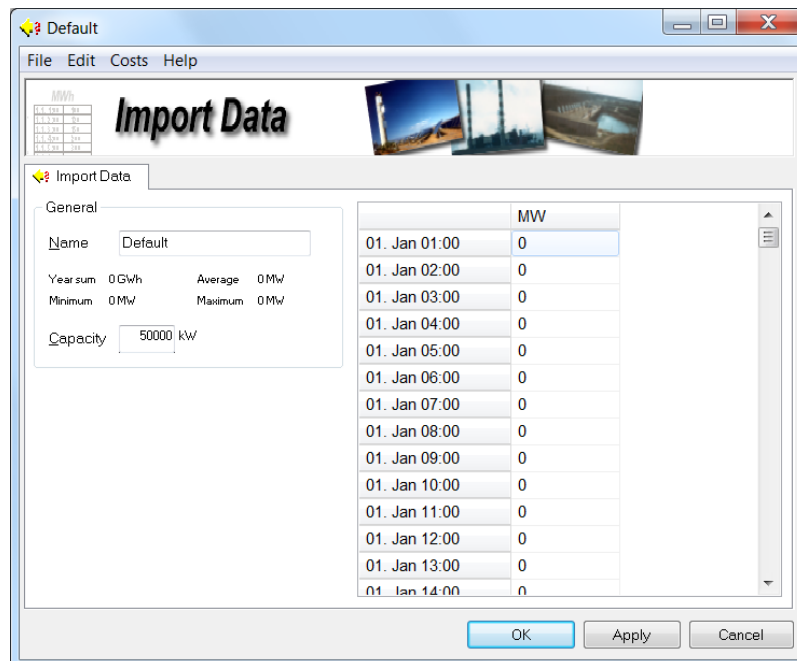 Default
File Edit Costs Help
MWh
Import Data
Import Data
General
Name Default
Year sum 0 GWh Average 0 MW
Minimum 0 MW Maximum 0 MW
Capacity 50000 kW
MW
01. Jan 01:00 0
01. Jan 02:00 0
01. Jan 03:00 0
01. Jan 04:00 0
01. Jan 05:00 0
01. Jan 06:00 0
01. Jan 07:00 0
01. Jan 08:00 0
01. Jan 09:00 0
01. Jan 10:00 0
01. Jan 11:00 0
01. Jan 12:00 0
01. Jan 13:00 0
01. Jan 14:00 0
OK Apply Cancel